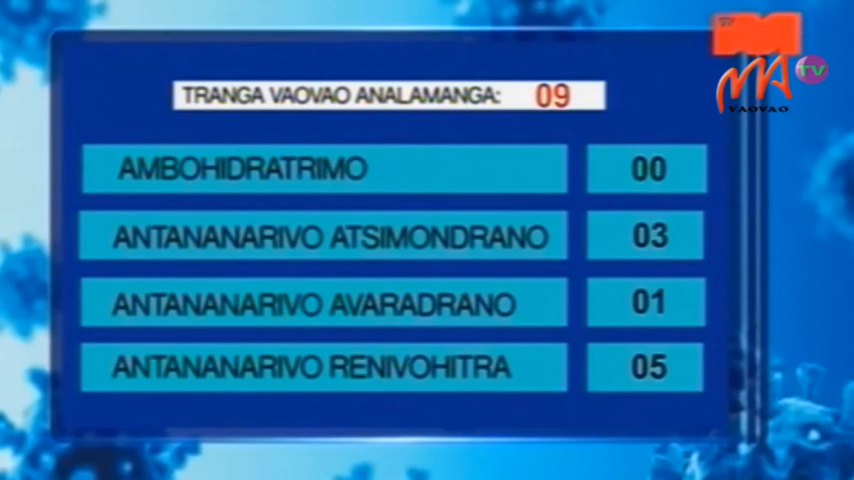 MA TV
VAOVAO
TRANGA VAOVAO ANALAMANGA: 09
AMBOHIDRATRIMO 00
ANTANANARIVO ATSIMONDRANO 03
ANTANANARIVO AVARADRANO 01
ANTANANARIVO RENIVOHITRA 05